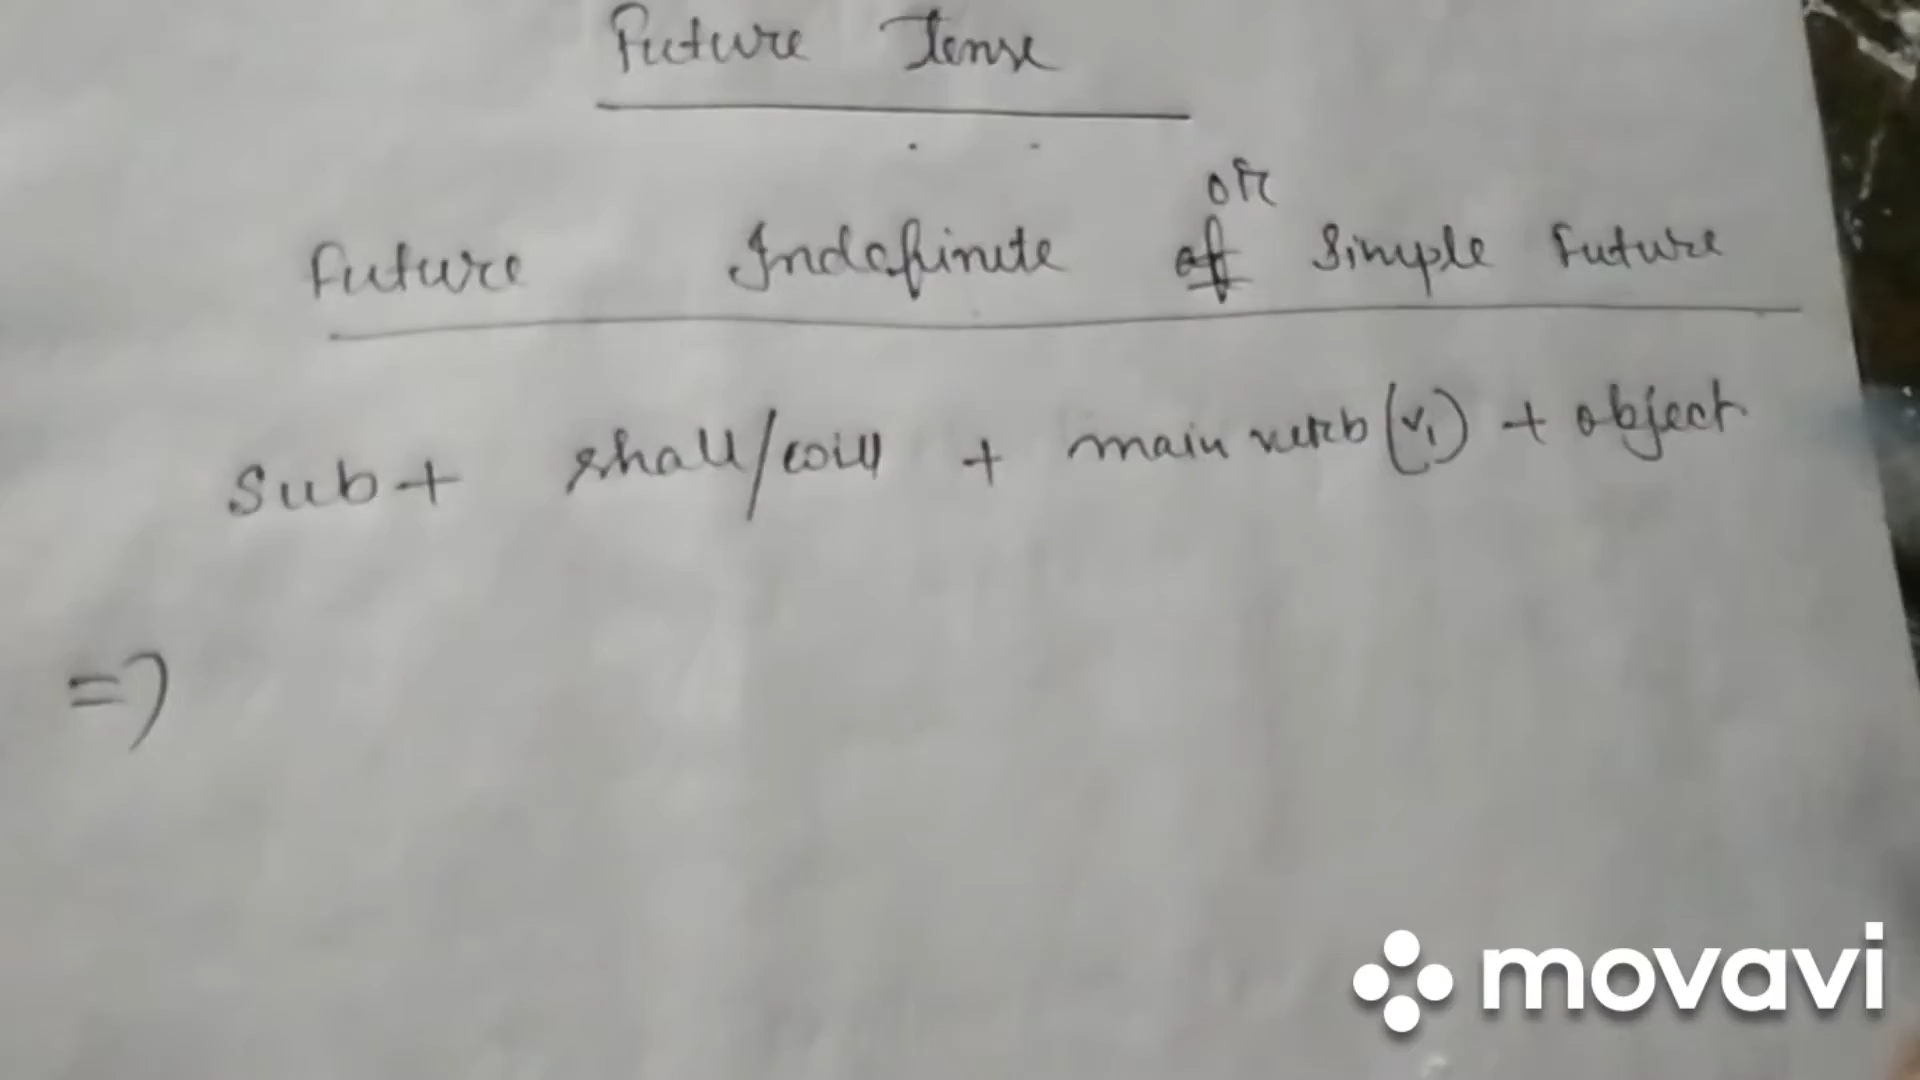 Future Tense
or
Future Indefinite of Simple Future
Sub + shall/will + main verb (v1) + object
=>
movavi